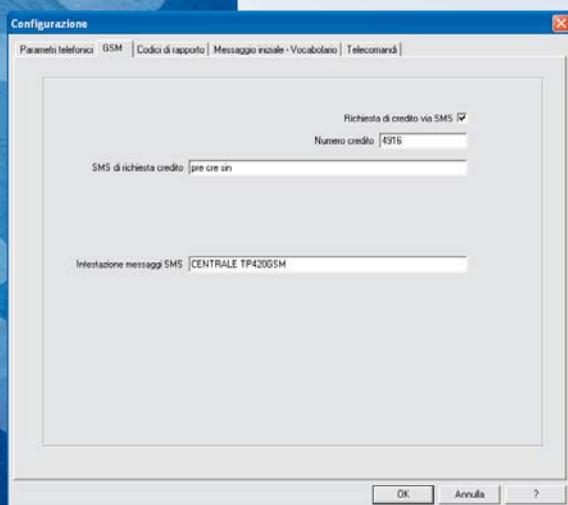 Configurazione
Parametri telefonici GSM Codici di rapporto Messaggio iniziale - Vocabolario Telecomandi
Richiesta di credito via SMS
Numero credito 4916
SMS di richiesta credito pre cre sin
Intestazione messaggi SMS CENTRALE TP420GSM
OK Annulla ?